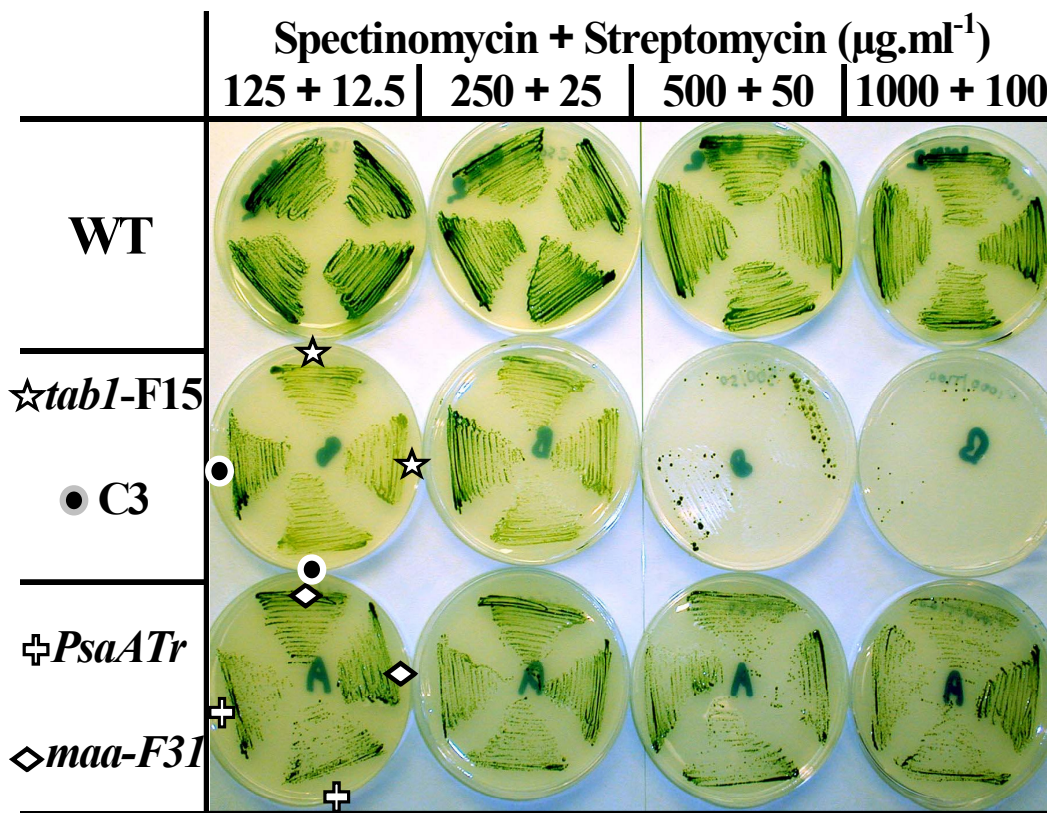 Spectinomycin + Streptomycin (µg.ml-1)
125 + 12.5 250 + 25 500 + 50 1000 + 100
WT
tab1-F15
C3
PsaATr
maa-F31
A A A A